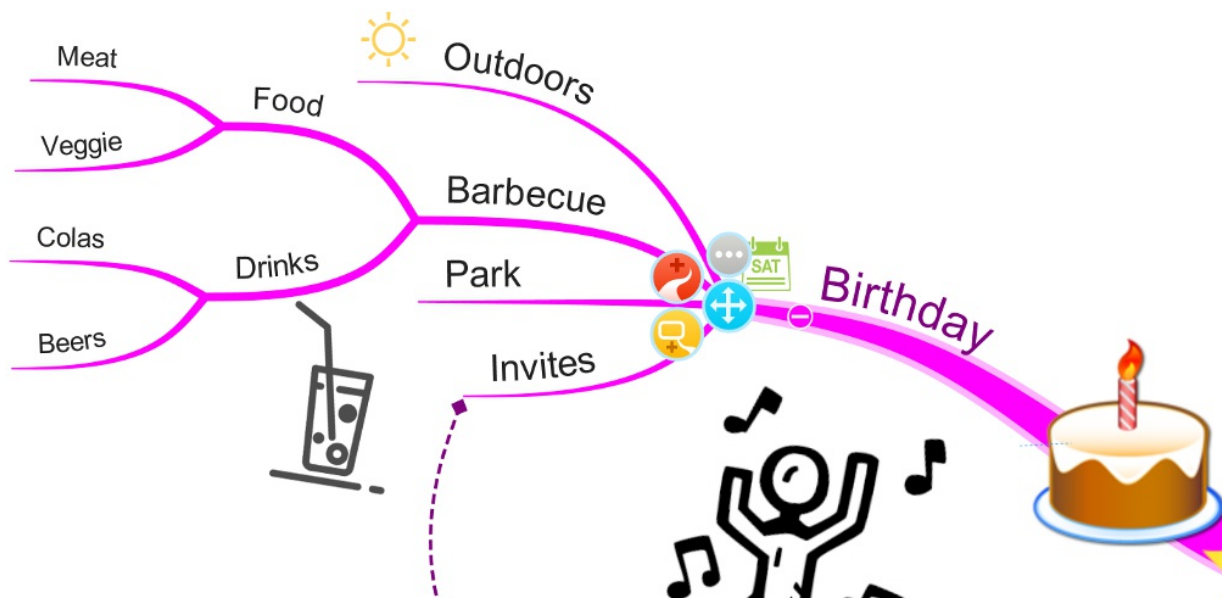 Outdoors
Meat
Food
Veggie
Barbecue
Colas
Drinks
Park
SAT
Birthday
Beers
Invites